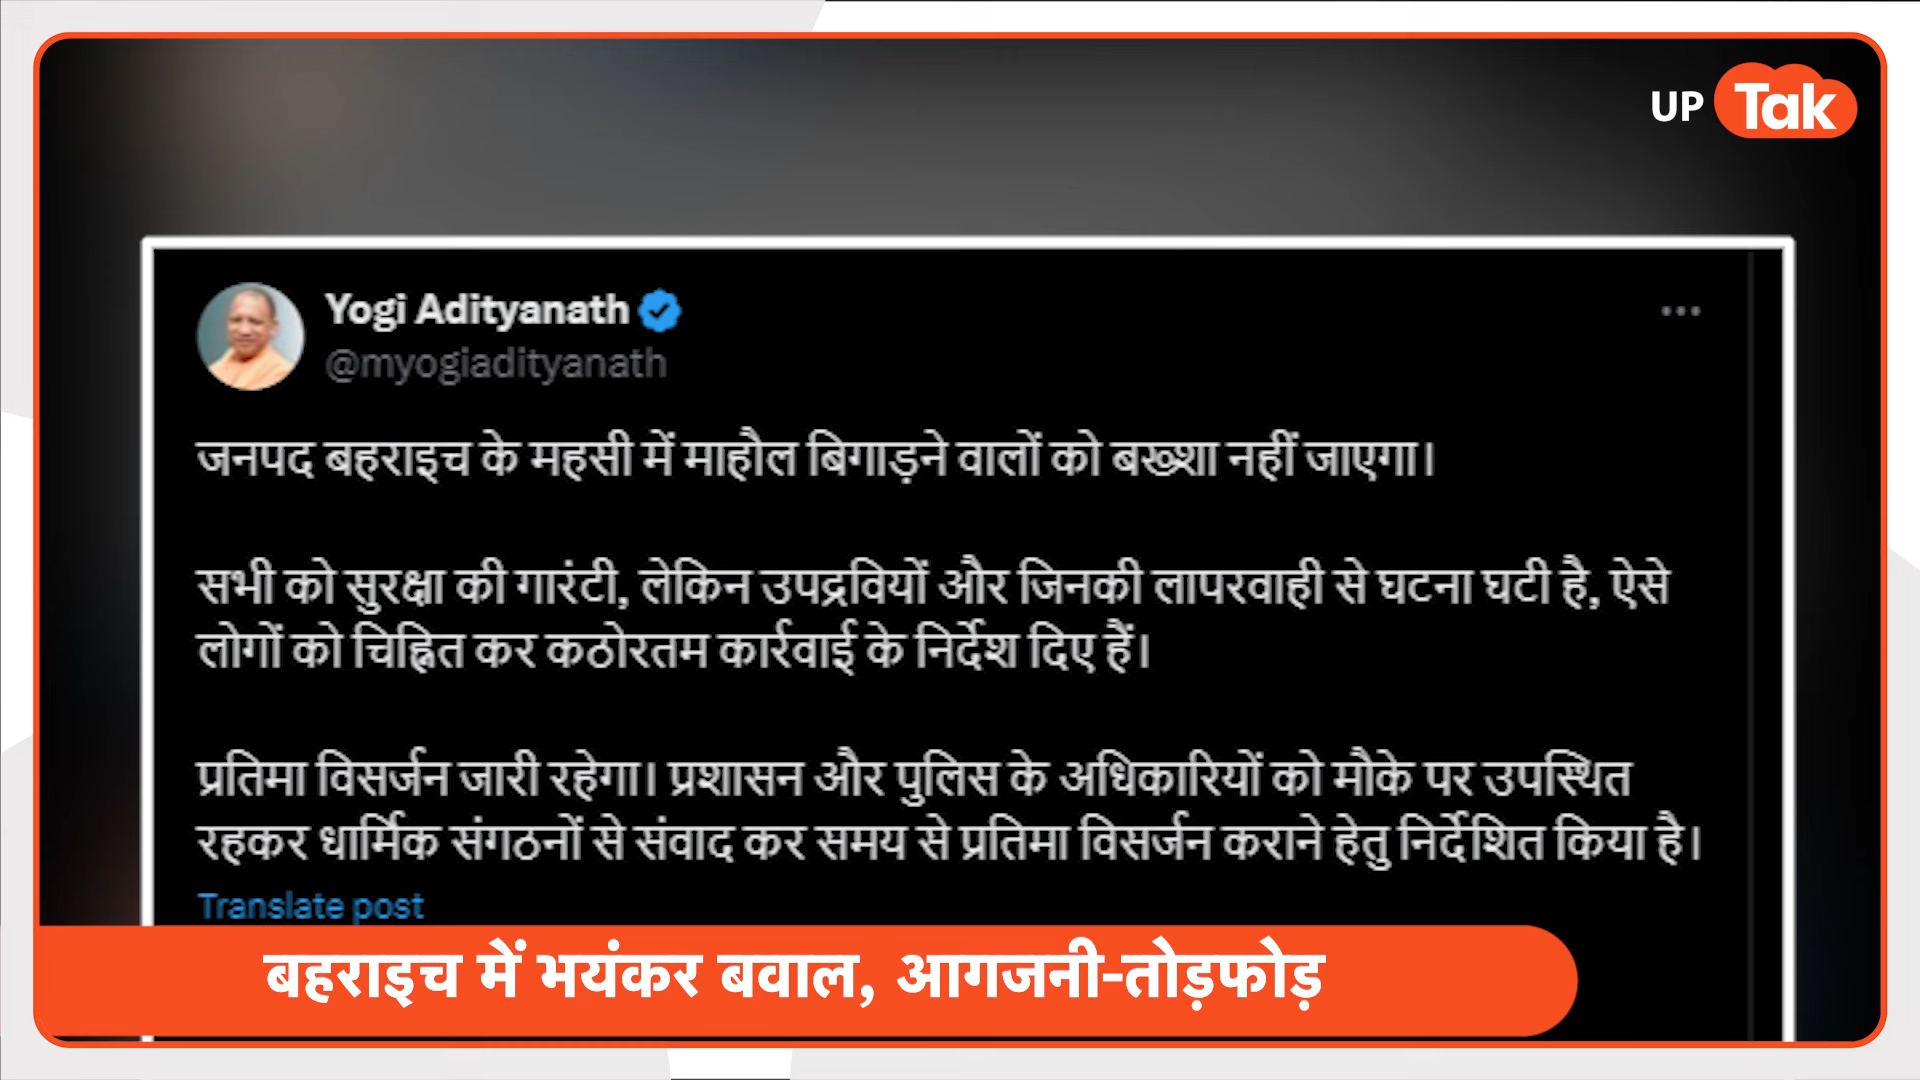 UP Tak
Yogi Adityanath
@myogiadityanath
जनपद बहराइच के महसी में माहौल बिगाड़ने वालों को बख्शा नहीं जाएगा।
सभी को सुरक्षा की गारंटी, लेकिन उपद्रवियों और जिनकी लापरवाही से घटना घटी है, ऐसे
लोगों को चिह्नित कर कठोरतम कार्रवाई के निर्देश दिए हैं।
प्रतिमा विसर्जन जारी रहेगा। प्रशासन और पुलिस के अधिकारियों को मौके पर उपस्थित
रहकर धार्मिक संगठनों से संवाद कर समय से प्रतिमा विसर्जन कराने हेतु निर्देशित किया है।
Translate post
बहराइच में भयंकर बवाल, आगजनी-तोड़फोड़